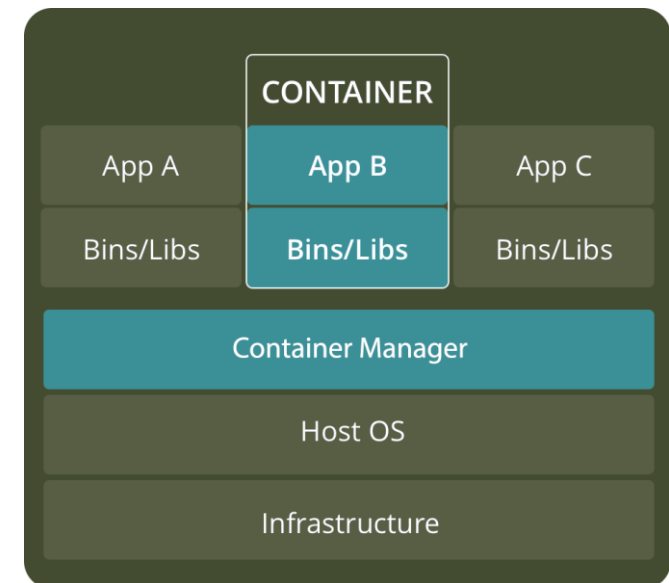 CONTAINER
App A App B App C
Bins/Libs Bins/Libs Bins/Libs
Container Manager
Host OS
Infrastructure